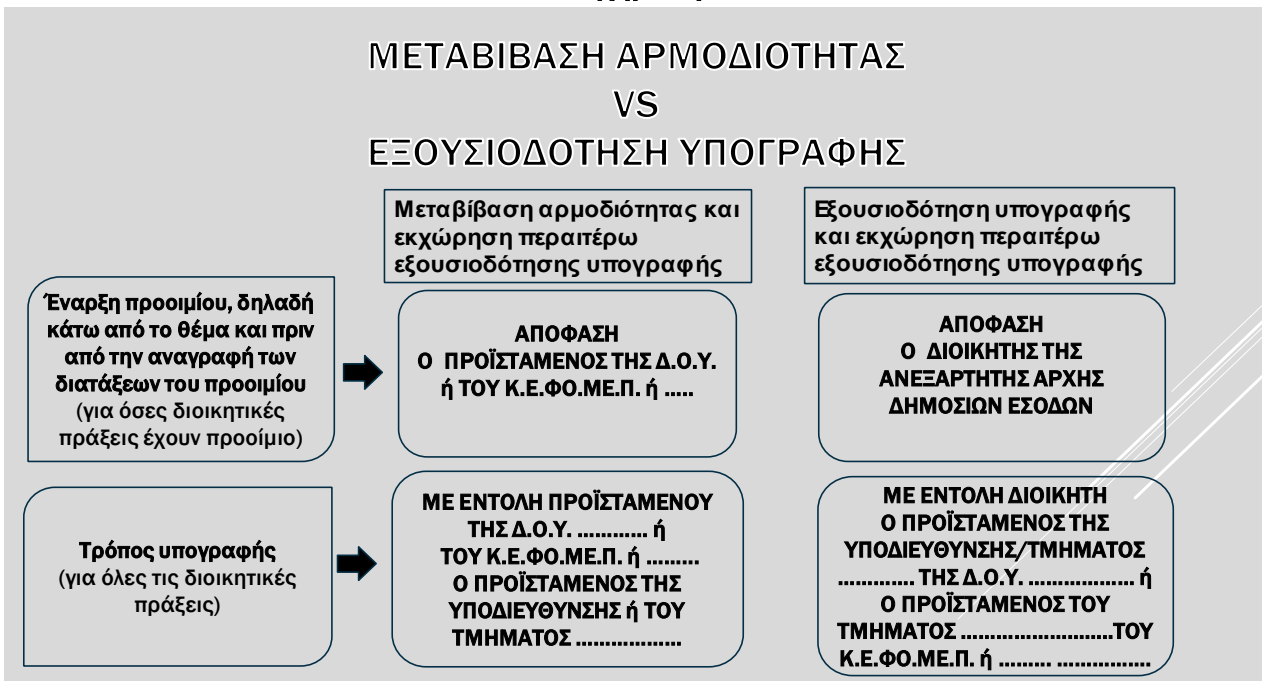 ΜΕΤΑΒΙΒΑΣΗ ΑΡΜΟΔΙΟΤΗΤΑΣ
VS
ΕΞΟΥΣΙΟΔΟΤΗΣΗ ΥΠΟΓΡΑΦΗΣ
Μεταβίβαση αρμοδιότητας και
εκχώρηση περαιτέρω
εξουσιοδότησης υπογραφής
Εξουσιοδότηση υπογραφής
και εκχώρηση περαιτέρω
εξουσιοδότησης υπογραφής
Έναρξη προοιμίου, δηλαδή
κάτω από το θέμα και πριν
από την αναγραφή των
διατάξεων του προοιμίου
(για όσες διοικητικές
πράξεις έχουν προοίμιο)
ΑΠΟΦΑΣΗ
Ο ΠΡΟΪΣΤΑΜΕΝΟΣ ΤΗΣ Δ.Ο.Υ.
ή ΤΟΥ Κ.Ε.ΦΟ.ΜΕ.Π. ή .....
ΑΠΟΦΑΣΗ
Ο ΔΙΟΙΚΗΤΗΣ ΤΗΣ
ΑΝΕΞΑΡΤΗΤΗΣ ΑΡΧΗΣ
ΔΗΜΟΣΙΩΝ ΕΣΟΔΩΝ
Τρόπος υπογραφής
(για όλες τις διοικητικές
πράξεις)
ΜΕ ΕΝΤΟΛΗ ΠΡΟΪΣΤΑΜΕΝΟΥ
ΤΗΣ Δ.Ο.Υ. ............ ή
ΤΟΥ Κ.Ε.ΦΟ.ΜΕ.Π. ή .........
Ο ΠΡΟΪΣΤΑΜΕΝΟΣ ΤΗΣ
ΥΠΟΔΙΕΥΘΥΝΣΗΣ ή ΤΟΥ
ΤΜΗΜΑΤΟΣ ...................
ΜΕ ΕΝΤΟΛΗ ΔΙΟΙΚΗΤΗ
Ο ΠΡΟΪΣΤΑΜΕΝΟΣ ΤΗΣ
ΥΠΟΔΙΕΥΘΥΝΣΗΣ/ΤΜΗΜΑΤΟΣ
............. ΤΗΣ Δ.Ο.Υ. ................... ή
Ο ΠΡΟΪΣΤΑΜΕΝΟΣ ΤΟΥ
ΤΜΗΜΑΤΟΣ ...........................ΤΟΥ
Κ.Ε.ΦΟ.ΜΕ.Π. ή ......... .................